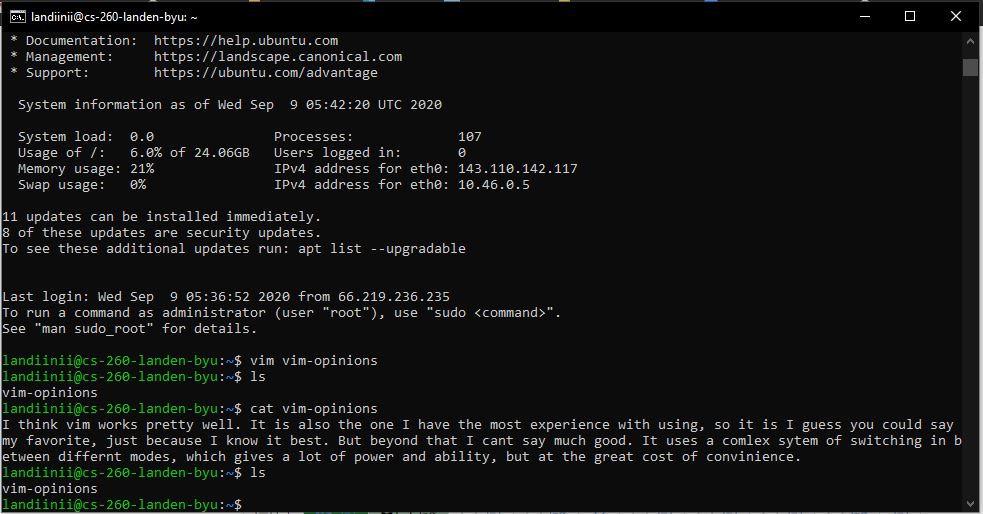 landiinii@cs-260-landen-byu: ~
* Documentation:  https://help.ubuntu.com
* Management:     https://landscape.canonical.com
* Support:        https://ubuntu.com/advantage
System information as of Wed Sep  9 05:42:20 UTC 2020
System load:  0.0               Processes:             107
Usage of /:   6.0% of 24.06GB   Users logged in:       0
Memory usage: 21%               IPv4 address for eth0: 143.110.142.117
Swap usage:   0%                IPv4 address for eth0: 10.46.0.5
11 updates can be installed immediately.
8 of these updates are security updates.
To see these additional updates run: apt list --upgradable
Last login: Wed Sep  9 05:36:52 2020 from 66.219.236.235
To run a command as administrator (user "root"), use "sudo <command>".
See "man sudo_root" for details.
landiinii@cs-260-landen-byu:~$ vim vim-opinions
landiinii@cs-260-landen-byu:~$ ls
vim-opinions
landiinii@cs-260-landen-byu:~$ cat vim-opinions
I think vim works pretty well. It is also the one I have the most experience with using, so it is I guess you could say
my favorite, just because I know it best. But beyond that I cant say much good. It uses a comlex sytem of switching in b
etween differnt modes, which gives a lot of power and ability, but at the great cost of convinience.
landiinii@cs-260-landen-byu:~$ ls
vim-opinions
landiinii@cs-260-landen-byu:~$